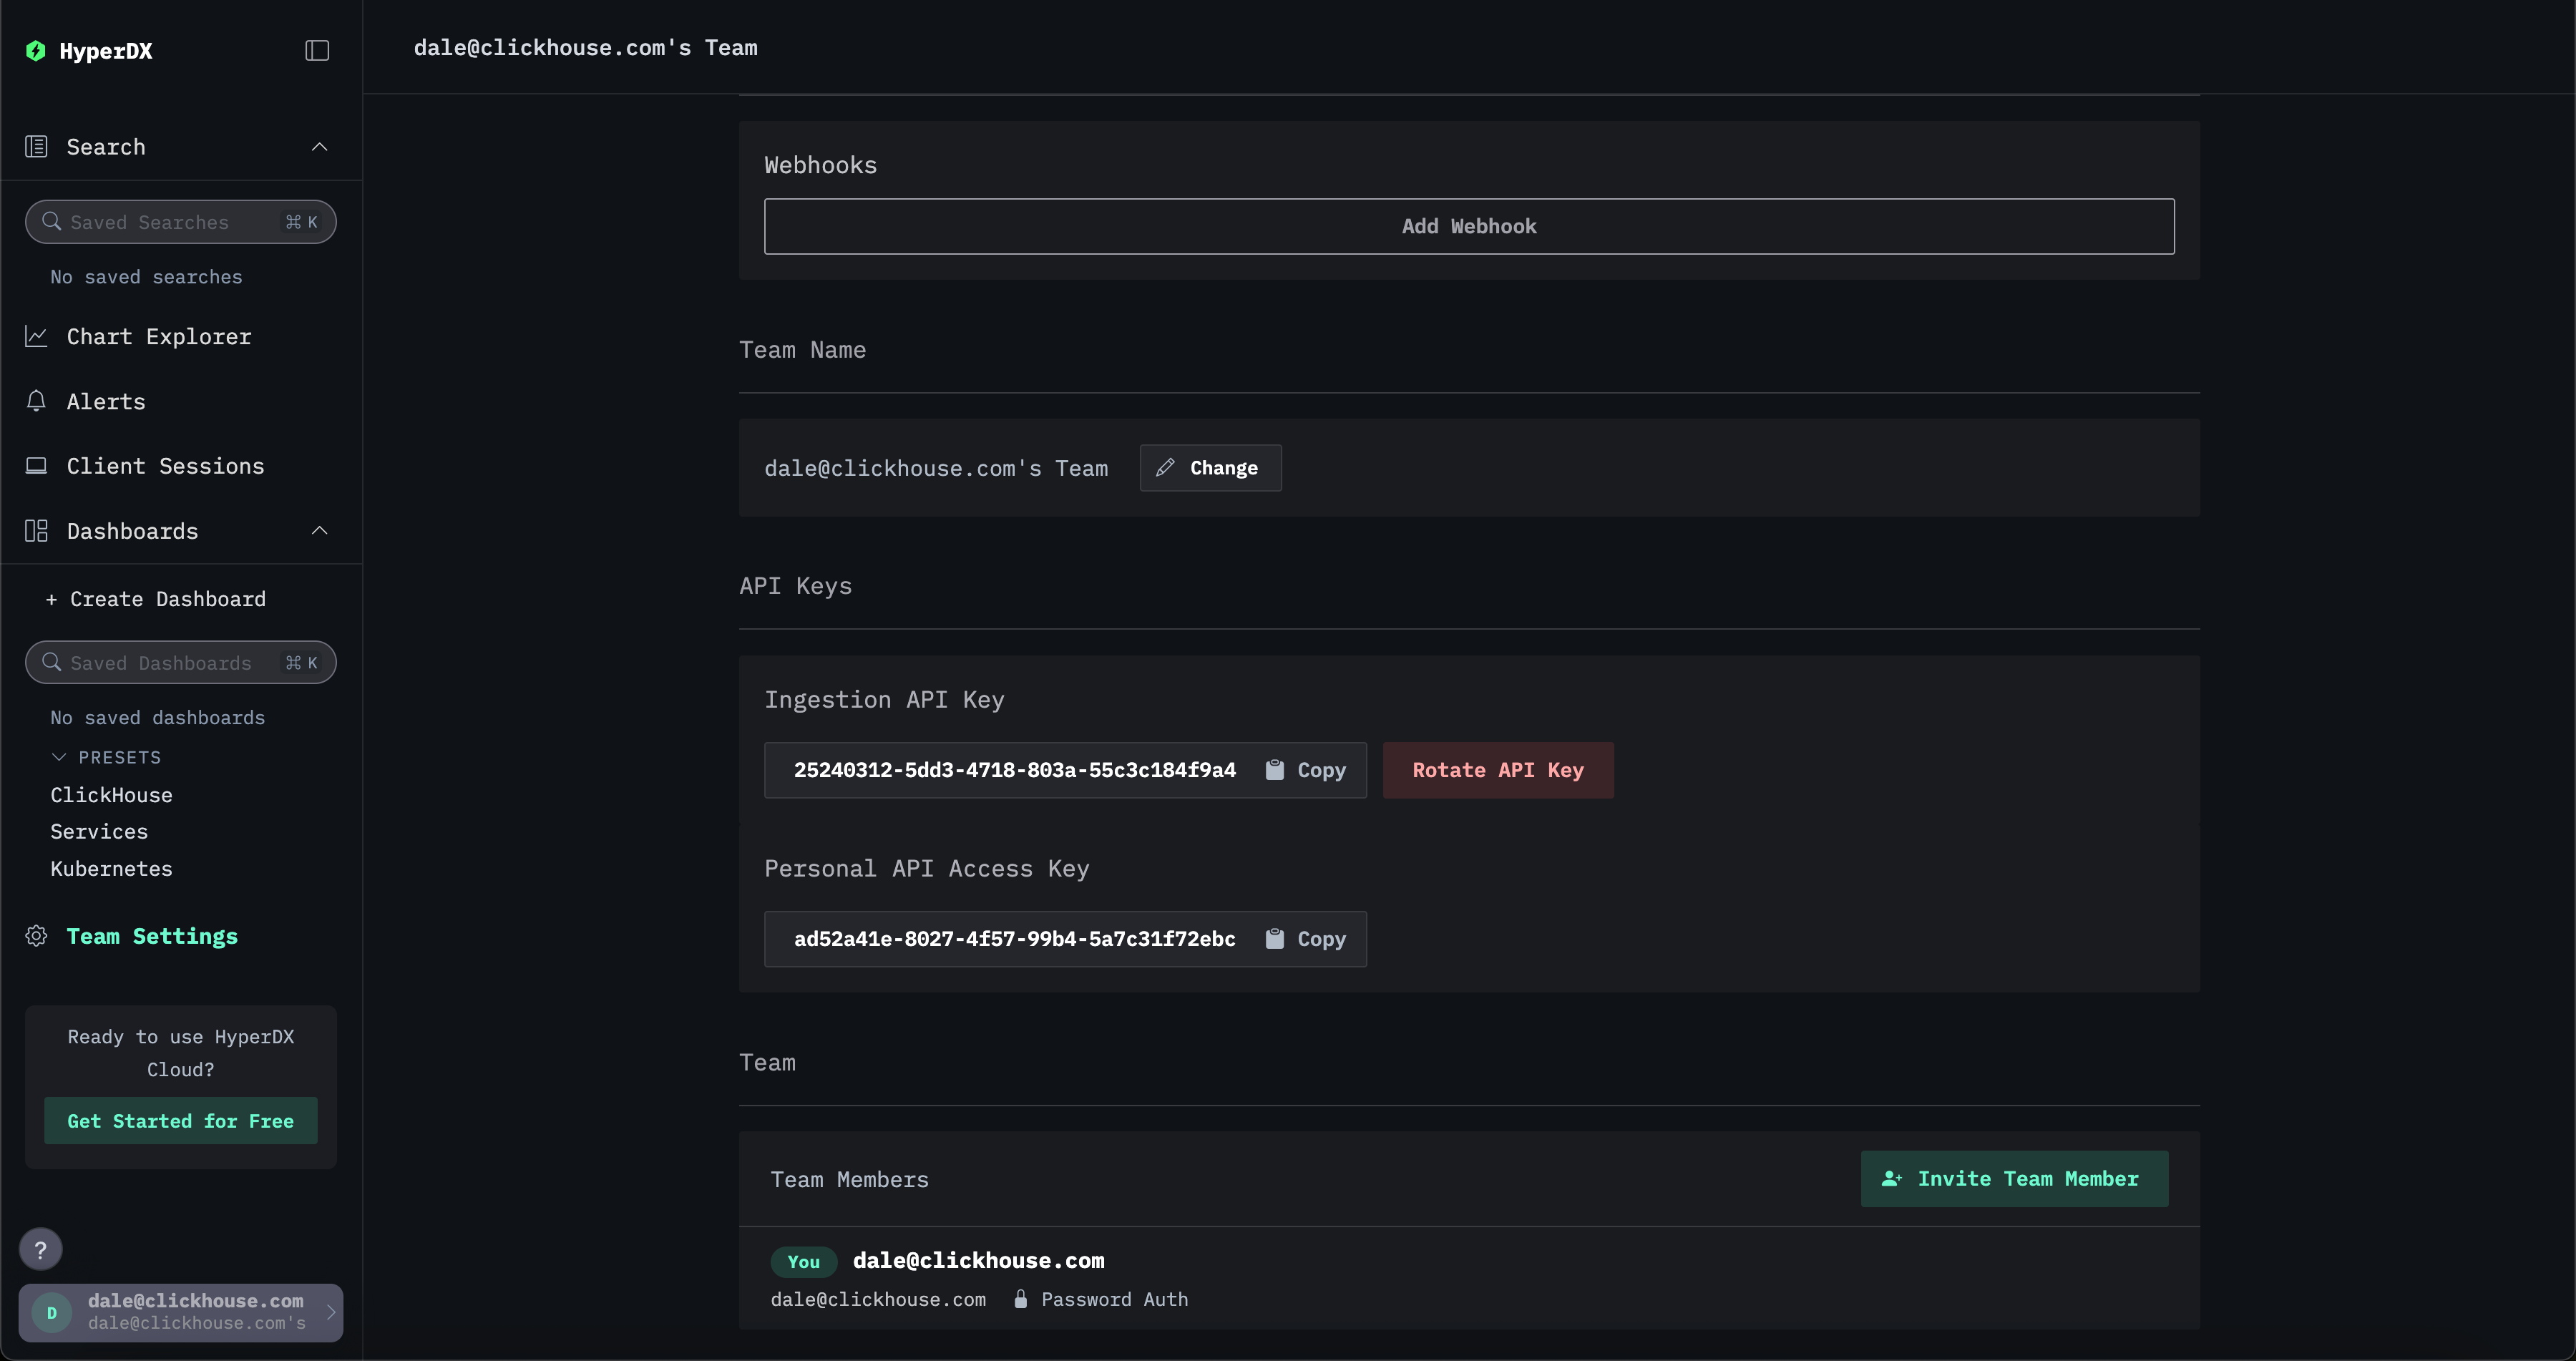 HyperDX
Search
Saved Searches ⌘ K
No saved searches
Chart Explorer
Alerts
Client Sessions
Dashboards
+ Create Dashboard
Saved Dashboards ⌘ K
No saved dashboards
PRESETS
ClickHouse
Services
Kubernetes
Team Settings
Ready to use HyperDX
Cloud?
Get Started for Free
?
D
dale@clickhouse.com
dale@clickhouse.com's
dale@clickhouse.com's Team
Webhooks
Add Webhook
Team Name
dale@clickhouse.com's Team Change
API Keys
Ingestion API Key
25240312-5dd3-4718-803a-55c3c184f9a4 Copy Rotate API Key
Personal API Access Key
ad52a41e-8027-4f57-99b4-5a7c31f72ebc Copy
Team
Team Members Invite Team Member
You dale@clickhouse.com
dale@clickhouse.com Password Auth